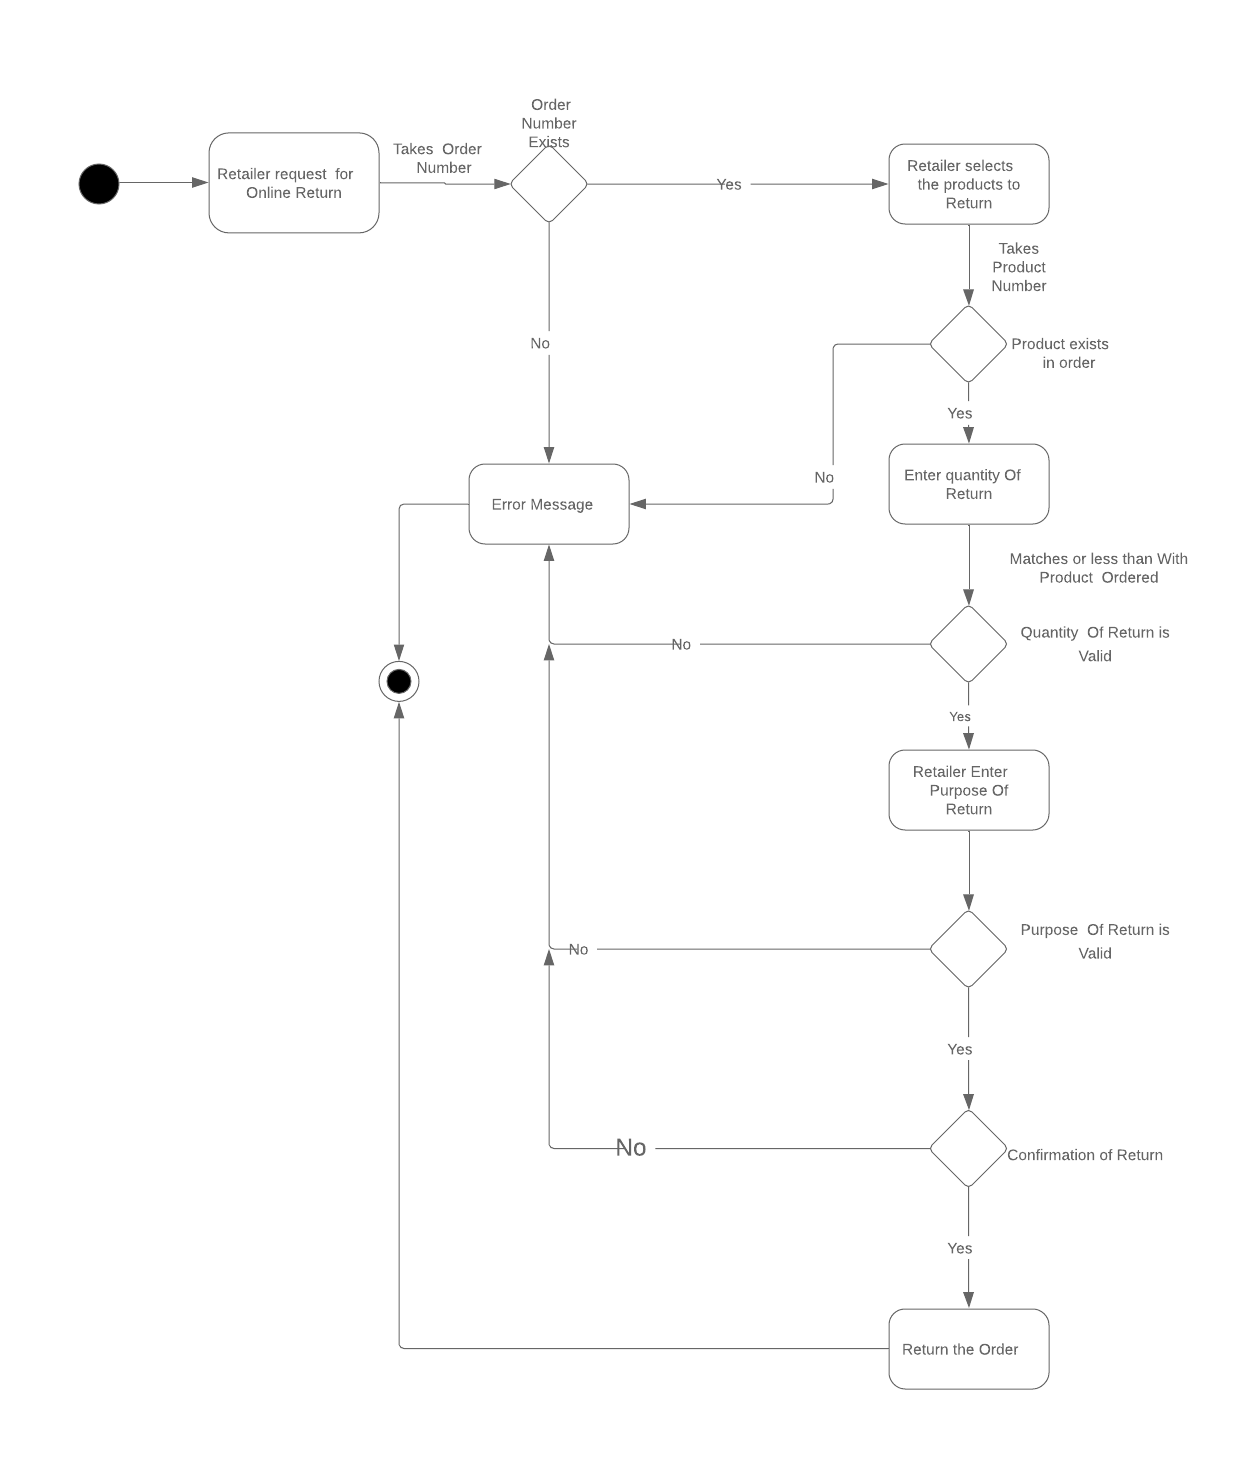 Order
Number
Exists
Takes  Order
Number
Retailer request  for
Online Return
Yes
Retailer selects
the products to
Return
Takes
Product
Number
No
Product exists
in order
Yes
No
Enter quantity Of
Return
Error Message
Matches or less than With
Product  Ordered
Quantity  Of Return is
Valid
No
Yes
Retailer Enter
Purpose Of
Return
Purpose  Of Return is
Valid
No
Yes
No
Confirmation of Return
Yes
Return the Order